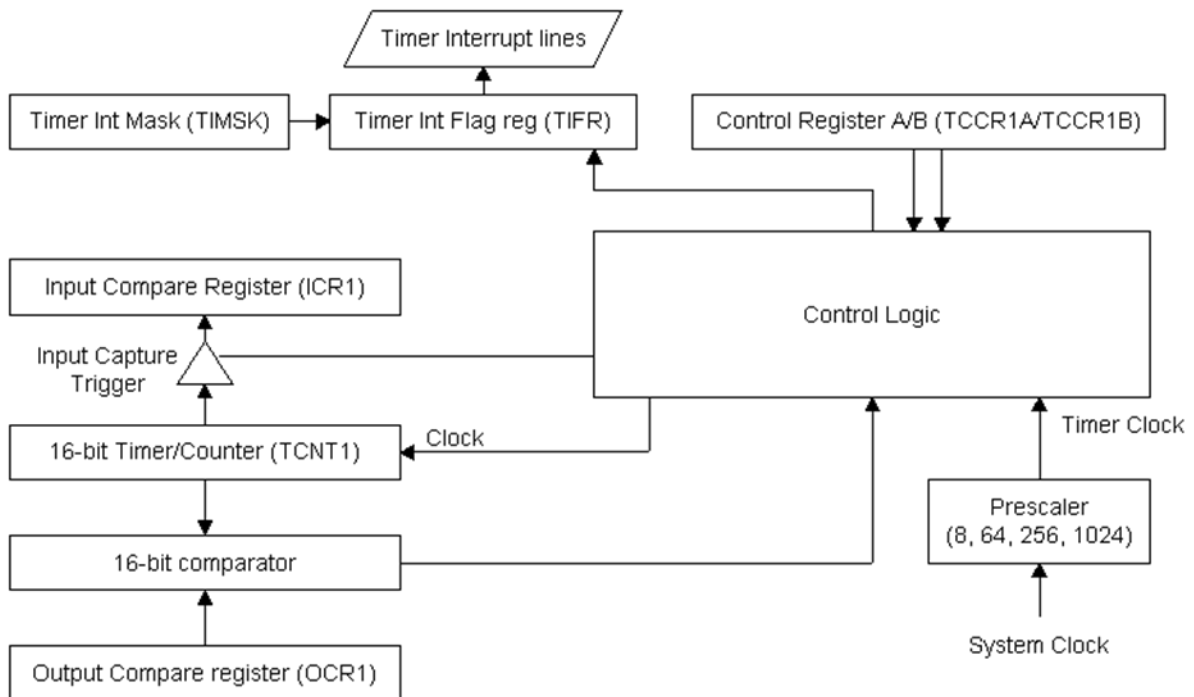 Timer Interrupt lines
Timer Int Mask (TIMSK)
Timer Int Flag reg (TIFR)
Control Register A/B (TCCR1A/TCCR1B)
Input Compare Register (ICR1)
Control Logic
Input Capture
Trigger
16-bit Timer/Counter (TCNT1)
Clock
Timer Clock
Prescaler
(8, 64, 256, 1024)
16-bit comparator
System Clock
Output Compare register (OCR1)